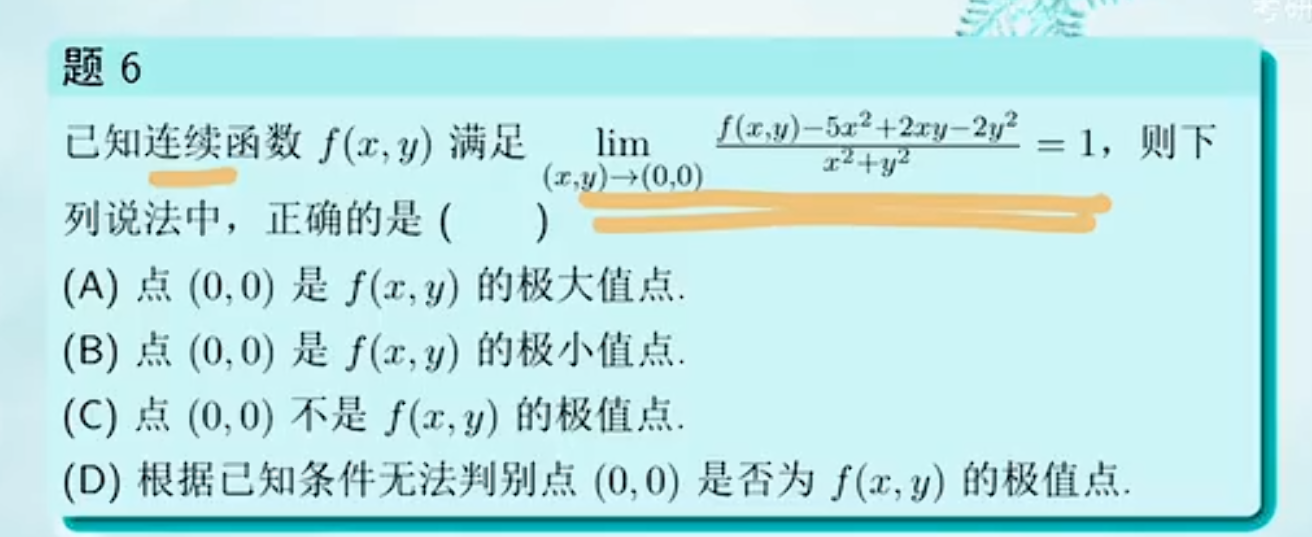 考研
题 6
已知连续函数 f(x,y) 满足 lim_{(x,y)→(0,0)} \frac{f(x,y)-5x^2+2xy-2y^2}{x^2+y^2} = 1，则下
列说法中，正确的是 (　　)
(A) 点 (0,0) 是 f(x,y) 的极大值点.
(B) 点 (0,0) 是 f(x,y) 的极小值点.
(C) 点 (0,0) 不是 f(x,y) 的极值点.
(D) 根据已知条件无法判别点 (0,0) 是否为 f(x,y) 的极值点.